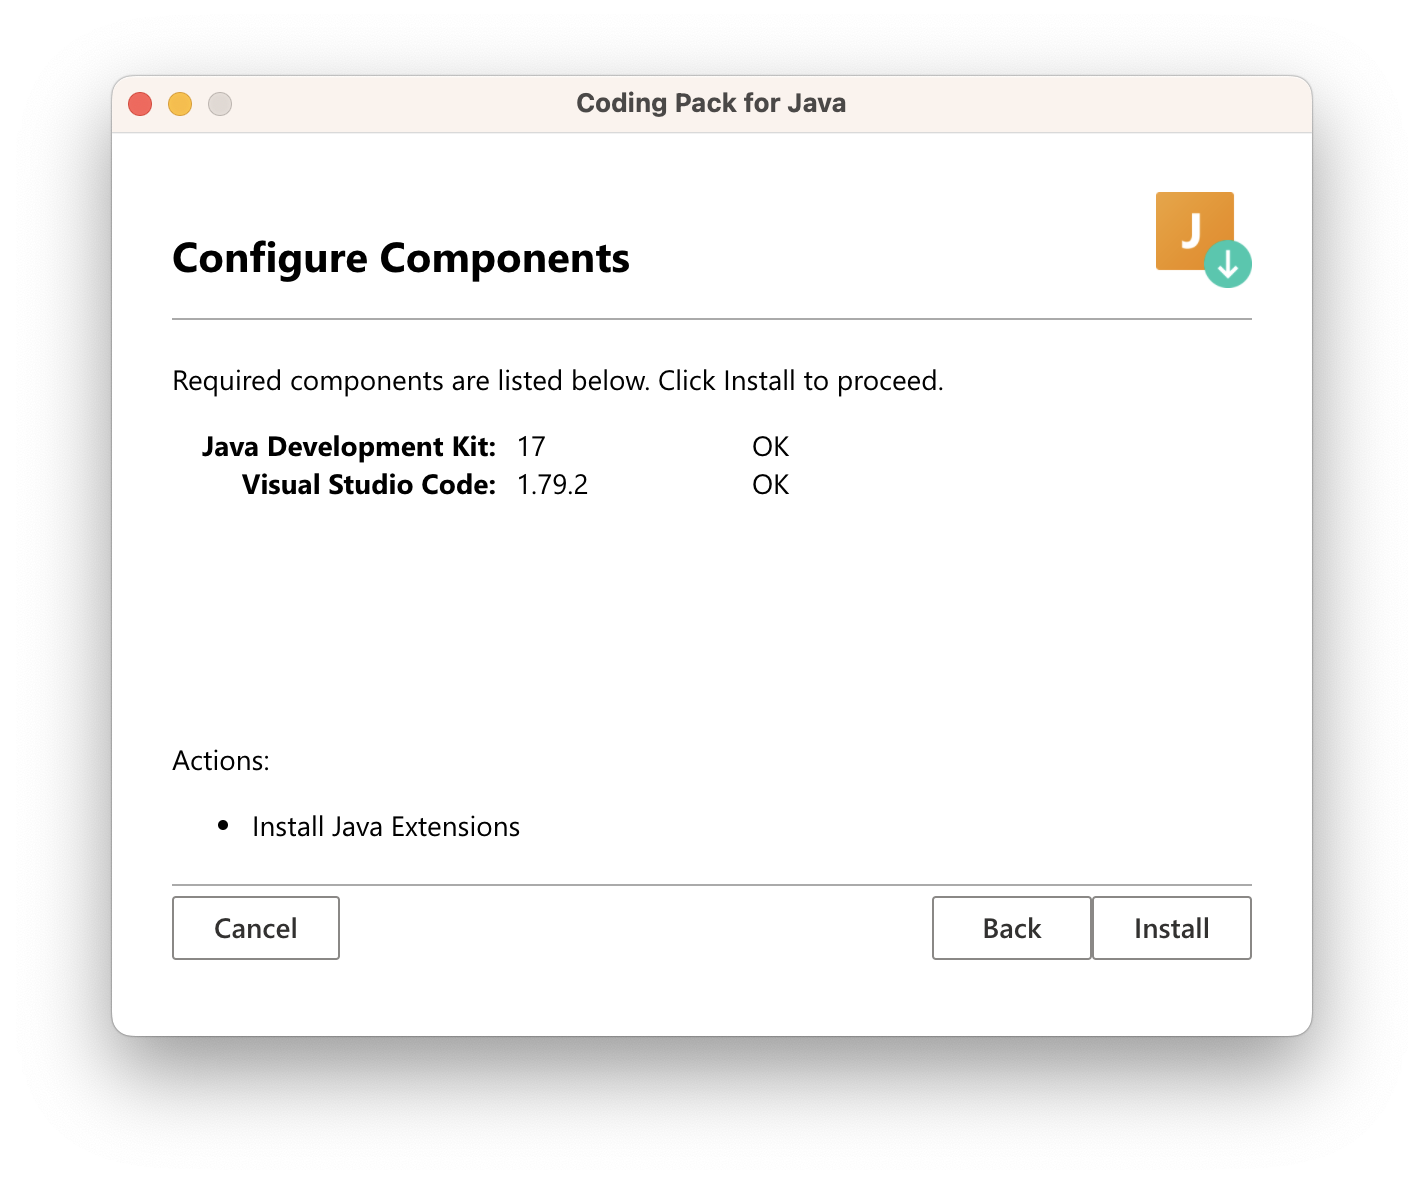 Coding Pack for Java
J
Configure Components
Required components are listed below. Click Install to proceed.
Java Development Kit: 17 OK
Visual Studio Code: 1.79.2 OK
Actions:
• Install Java Extensions
Cancel Back Install